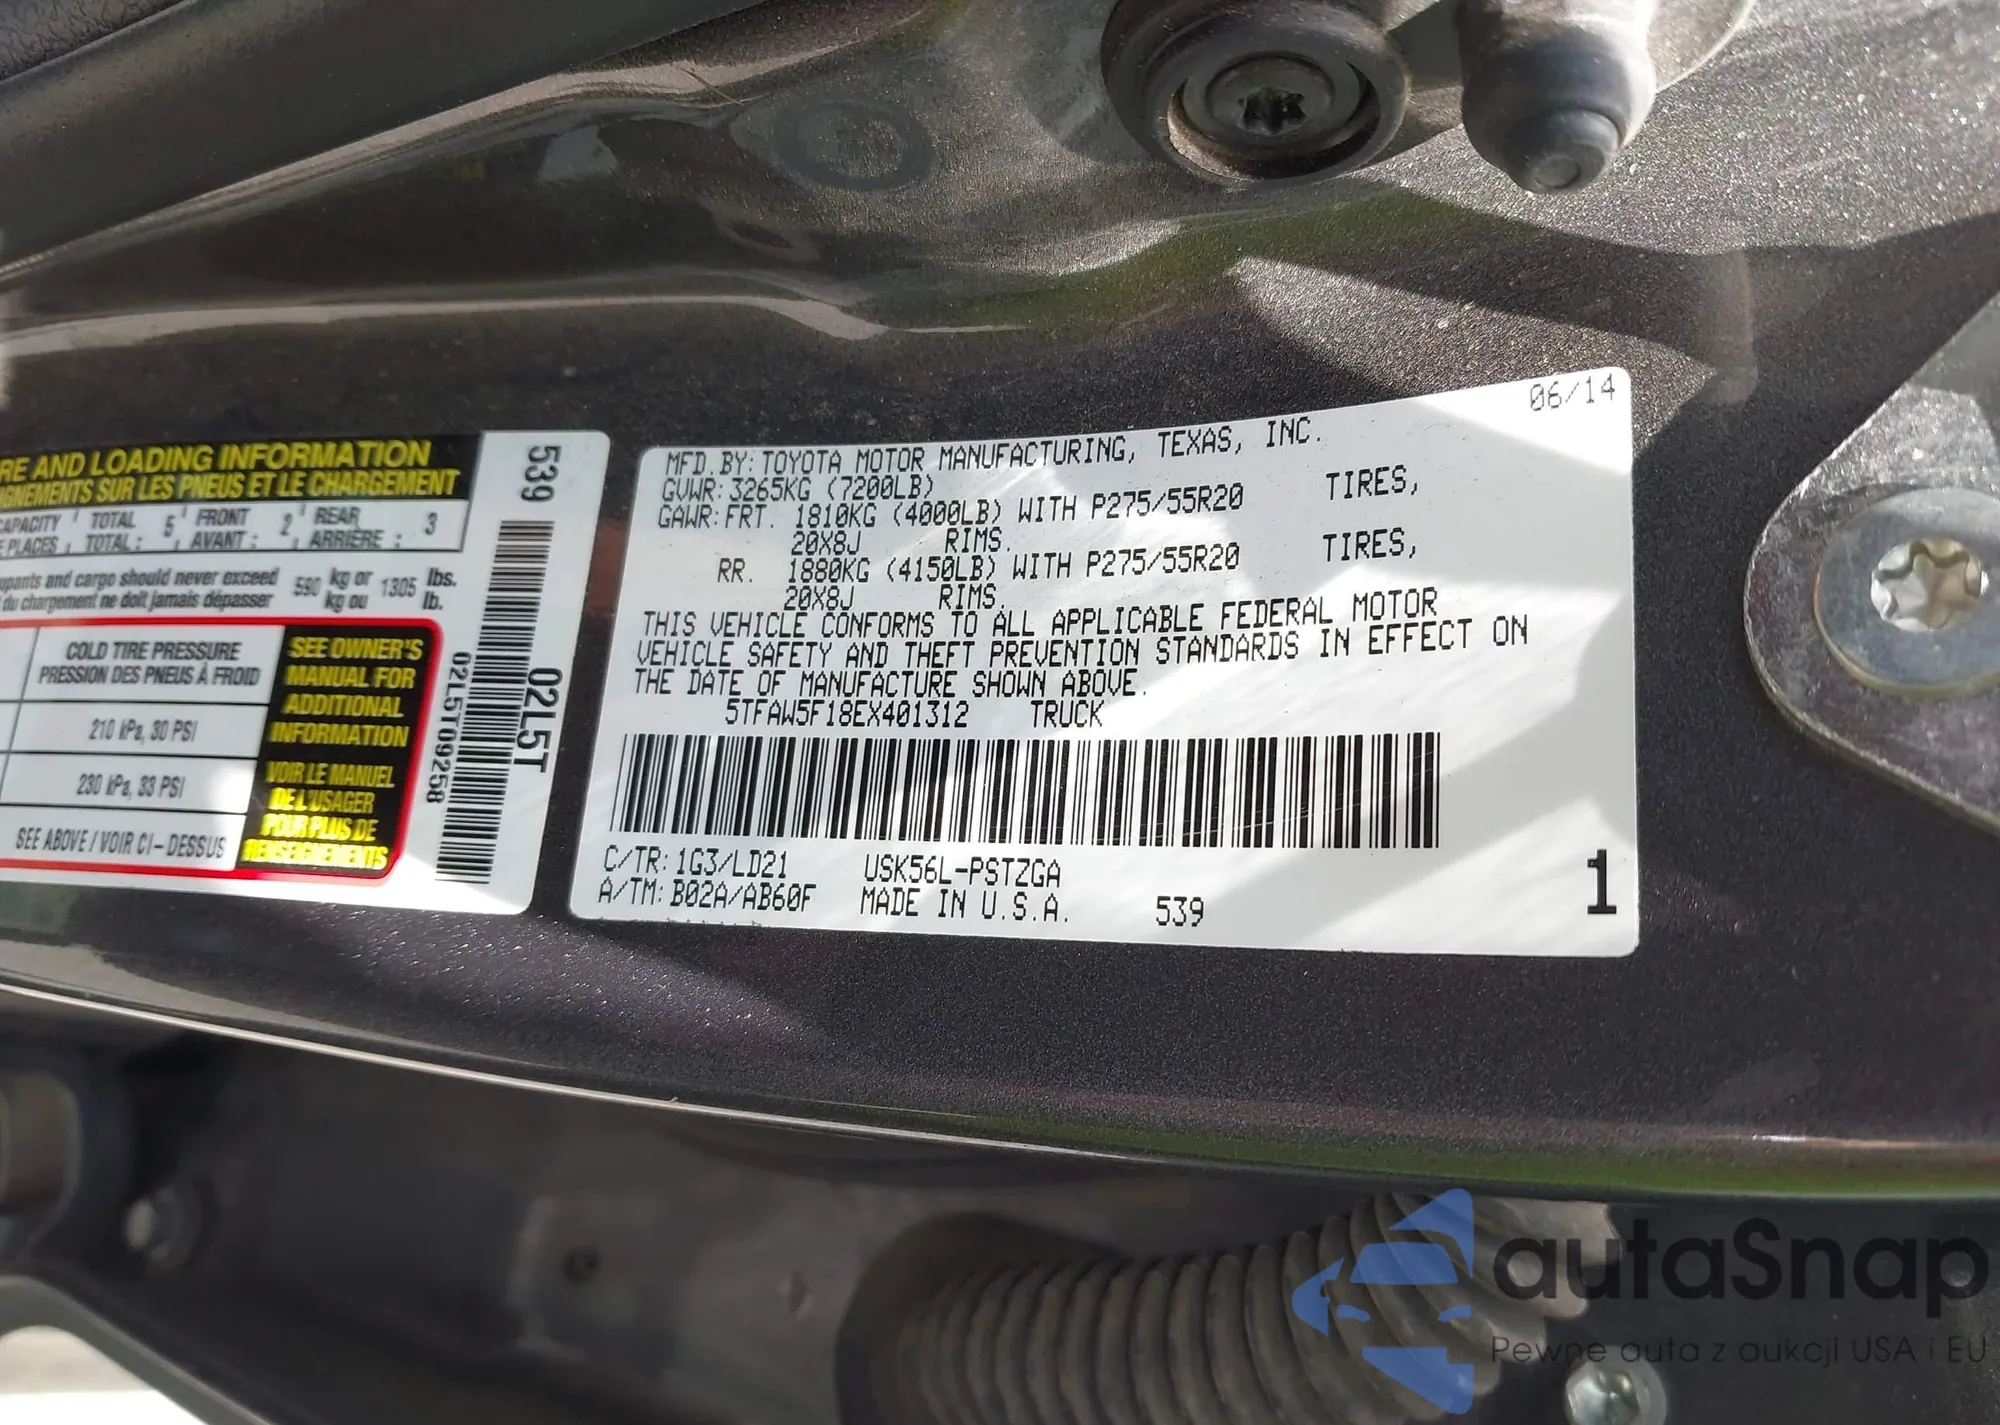 RE AND LOADING INFORMATION
IGNEMENTS SUR LES PNEUS ET LE CHARGEMENT
CAPACITY TOTAL 5 FRONT 2 REAR 3
E PLACES TOTAL: AVANT: ARRIÈRE:
upants and cargo should never exceed 590 kg or 1305 lbs.
du chargement ne doit jamais dépasser kg ou lb.
COLD TIRE PRESSURE
PRESSION DES PNEUS À FROID
210 kPa, 30 PSI
230 kPa, 33 PSI
SEE ABOVE / VOIR CI-DESSUS
SEE OWNER'S
MANUAL FOR
ADDITIONAL
INFORMATION
VOIR LE MANUEL
DE L'USAGER
POUR PLUS DE
RENSEIGNEMENTS
539
02L5T
02L5T09258
06/14
MFD.BY:TOYOTA MOTOR MANUFACTURING, TEXAS, INC.
GVWR:3265KG (7200LB)
GAWR:FRT. 1810KG (4000LB) WITH P275/55R20 TIRES,
20X8J RIMS.
RR. 1880KG (4150LB) WITH P275/55R20 TIRES,
20X8J RIMS.
THIS VEHICLE CONFORMS TO ALL APPLICABLE FEDERAL MOTOR
VEHICLE SAFETY AND THEFT PREVENTION STANDARDS IN EFFECT ON
THE DATE OF MANUFACTURE SHOWN ABOVE.
5TFAW5F18EX401312 TRUCK
C/TR:1G3/LD21 USK56L-PSTZGA
A/TM:B02A/AB60F MADE IN U.S.A. 539
1
autaSnap
Pewne auta z aukcji USA i EU